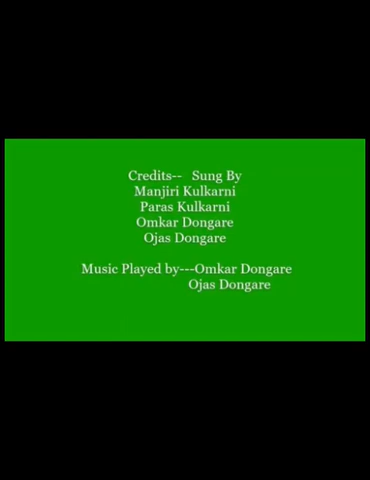 Credits-- Sung By
Manjiri Kulkarni
Paras Kulkarni
Omkar Dongare
Ojas Dongare
Music Played by---Omkar Dongare
Ojas Dongare